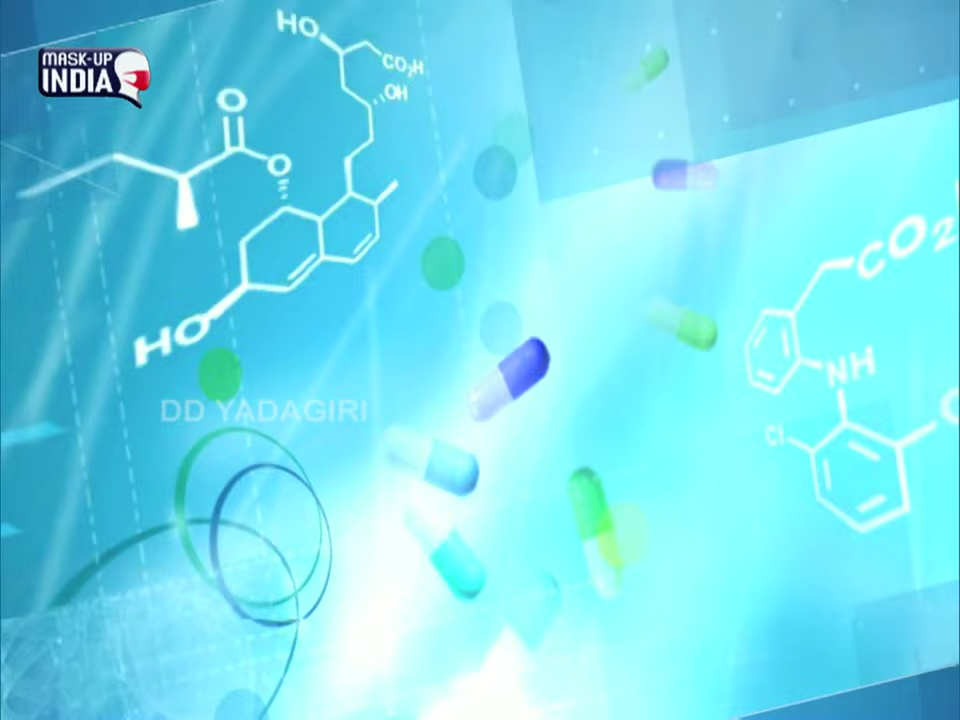 MASK-UP
INDIA
HO
CO₂H
OH
O
O
HO
DD YADAGIRI
CO₂
NH
Cl